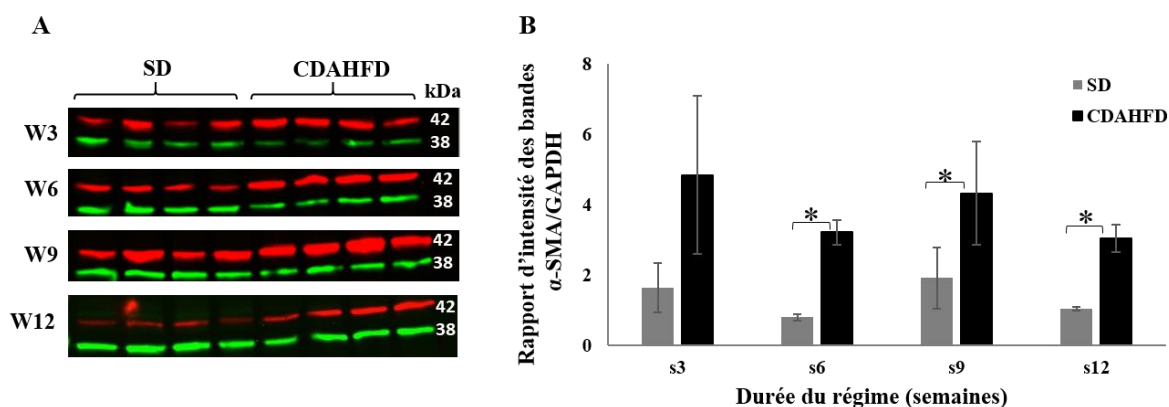 A
SD
CDAHFD
kDa
W3
42
38
W6
42
38
W9
42
38
W12
42
38
B
Rapport d'intensité des bandes
α-SMA/GAPDH
8
6
4
2
0
SD
CDAHFD
*
*
*
s3
s6
s9
s12
Durée du régime (semaines)